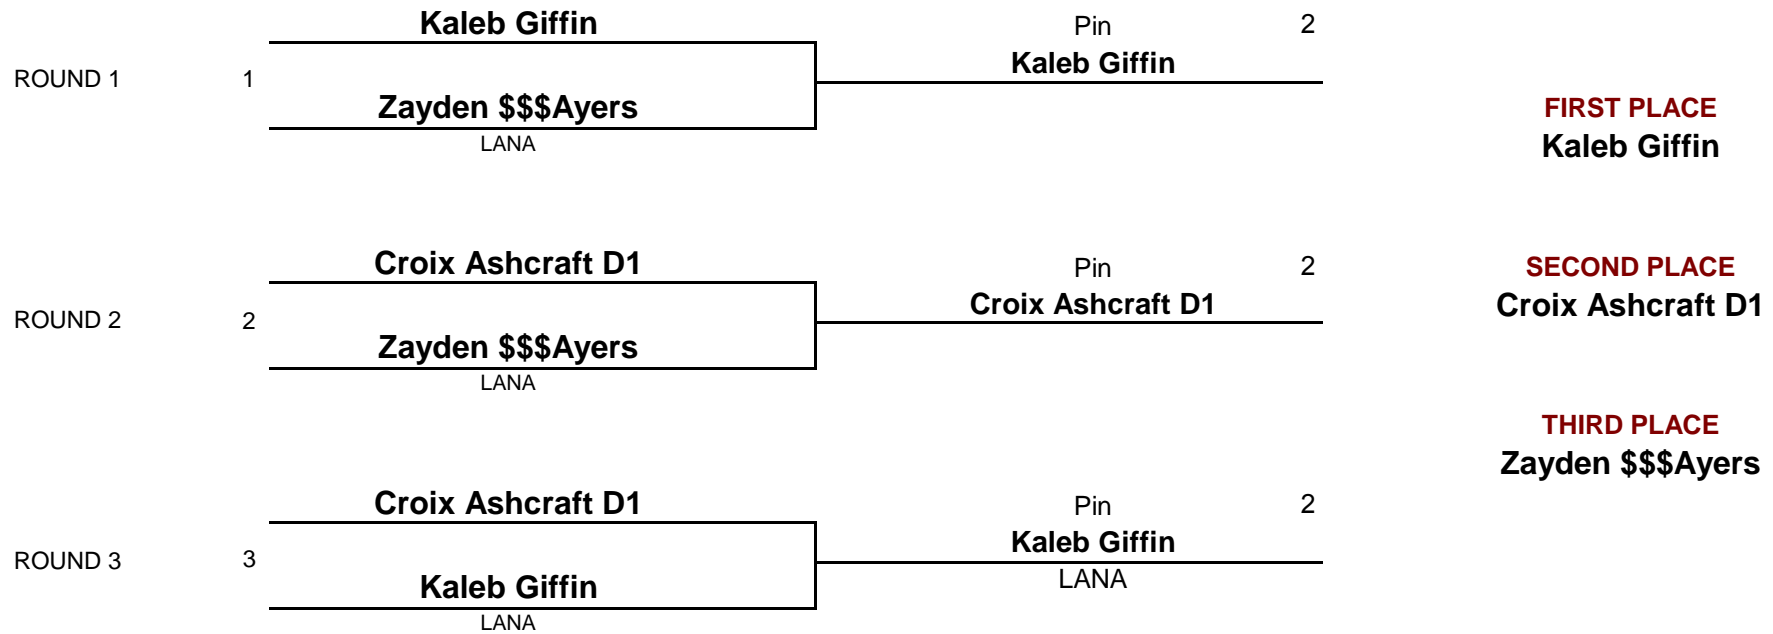 Kaleb Giffin
Pin 2
Kaleb Giffin
ROUND 1 1
Zayden $$$Ayers
LANA
FIRST PLACE
Kaleb Giffin
Croix Ashcraft D1
Pin 2
Croix Ashcraft D1
ROUND 2 2
Zayden $$$Ayers
LANA
SECOND PLACE
Croix Ashcraft D1
THIRD PLACE
Zayden $$$Ayers
Croix Ashcraft D1
Pin 2
Kaleb Giffin
LANA
ROUND 3 3
Kaleb Giffin
LANA